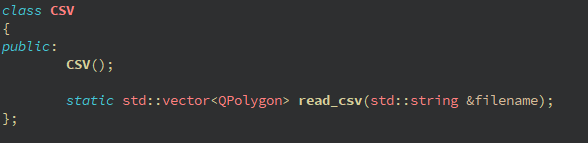 class CSV
{
public:
        CSV();

        static std::vector<QPolygon> read_csv(std::string &filename);
};